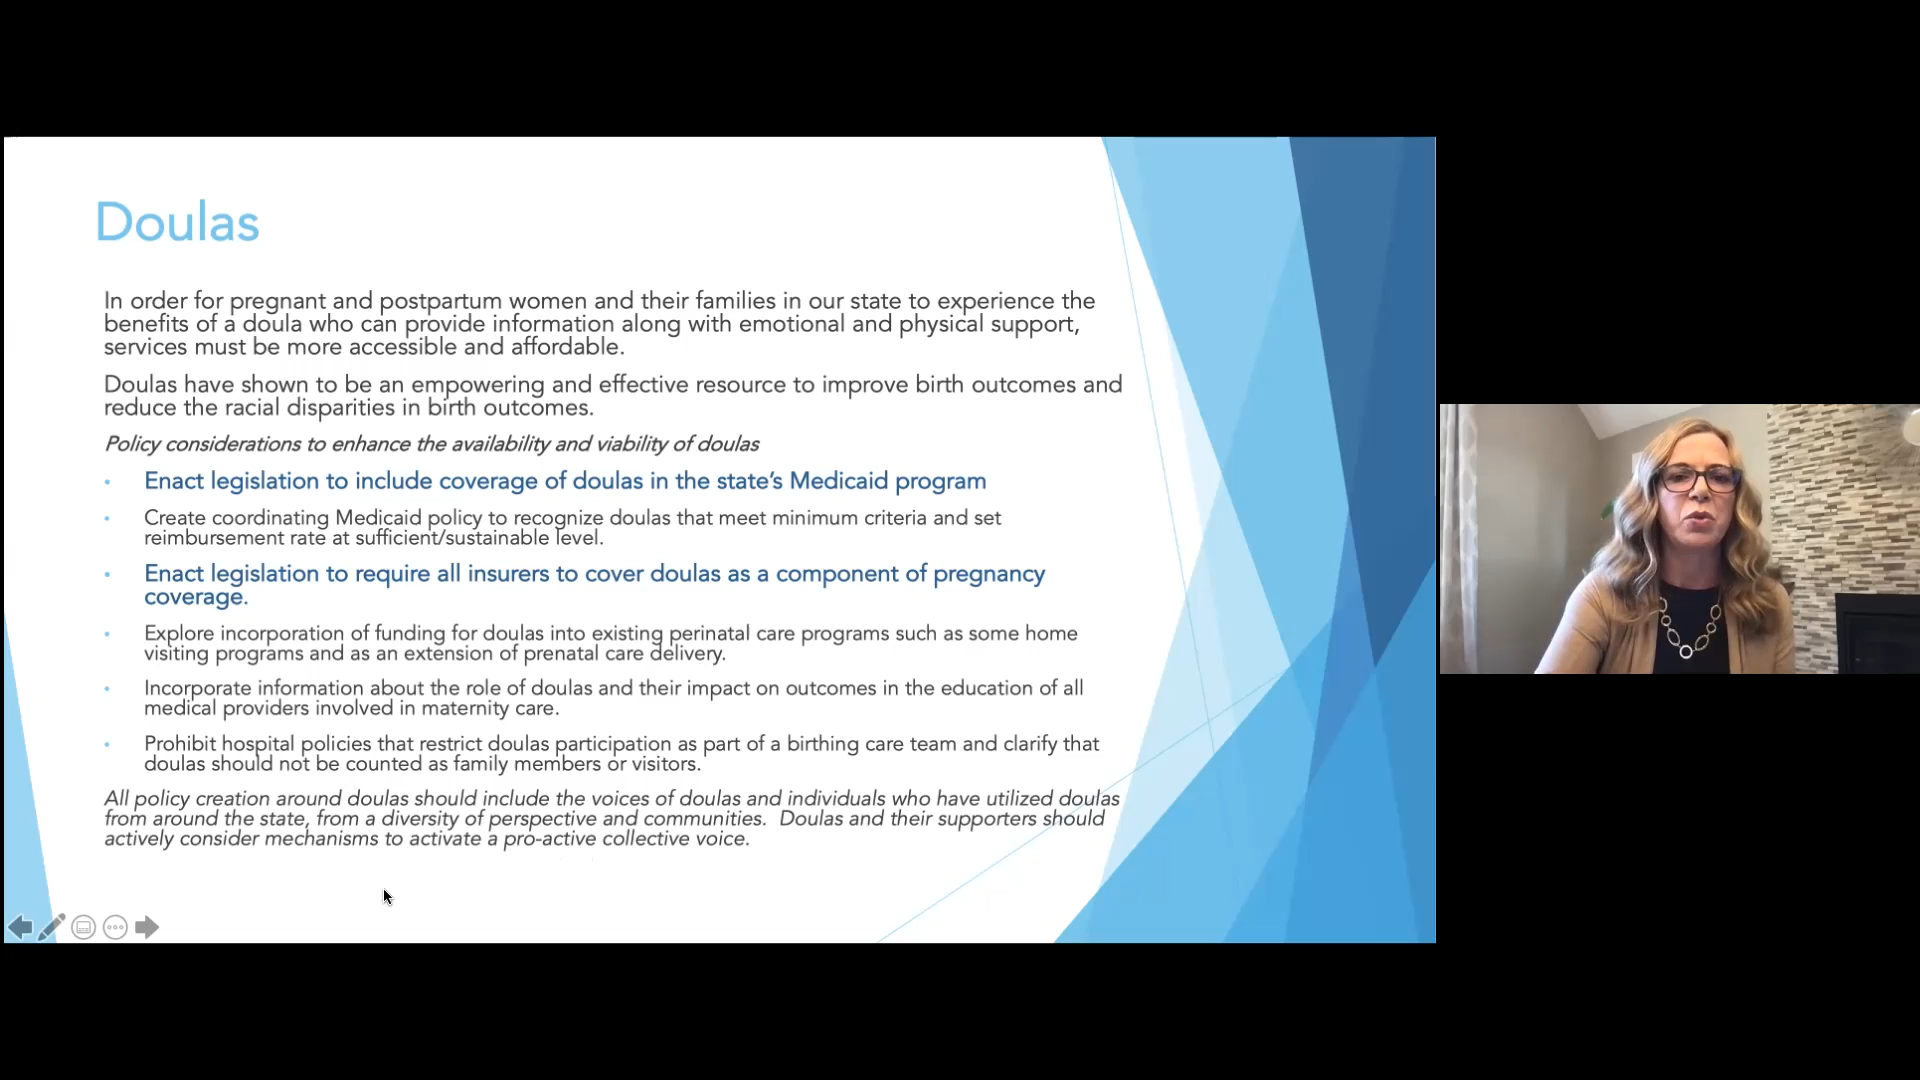 Doulas
In order for pregnant and postpartum women and their families in our state to experience the
benefits of a doula who can provide information along with emotional and physical support,
services must be more accessible and affordable.
Doulas have shown to be an empowering and effective resource to improve birth outcomes and
reduce the racial disparities in birth outcomes.
Policy considerations to enhance the availability and viability of doulas
• Enact legislation to include coverage of doulas in the state's Medicaid program
• Create coordinating Medicaid policy to recognize doulas that meet minimum criteria and set
reimbursement rate at sufficient/sustainable level.
• Enact legislation to require all insurers to cover doulas as a component of pregnancy
coverage.
• Explore incorporation of funding for doulas into existing perinatal care programs such as some home
visiting programs and as an extension of prenatal care delivery.
• Incorporate information about the role of doulas and their impact on outcomes in the education of all
medical providers involved in maternity care.
• Prohibit hospital policies that restrict doulas participation as part of a birthing care team and clarify that
doulas should not be counted as family members or visitors.
All policy creation around doulas should include the voices of doulas and individuals who have utilized doulas
from around the state, from a diversity of perspective and communities.  Doulas and their supporters should
actively consider mechanisms to activate a pro-active collective voice.